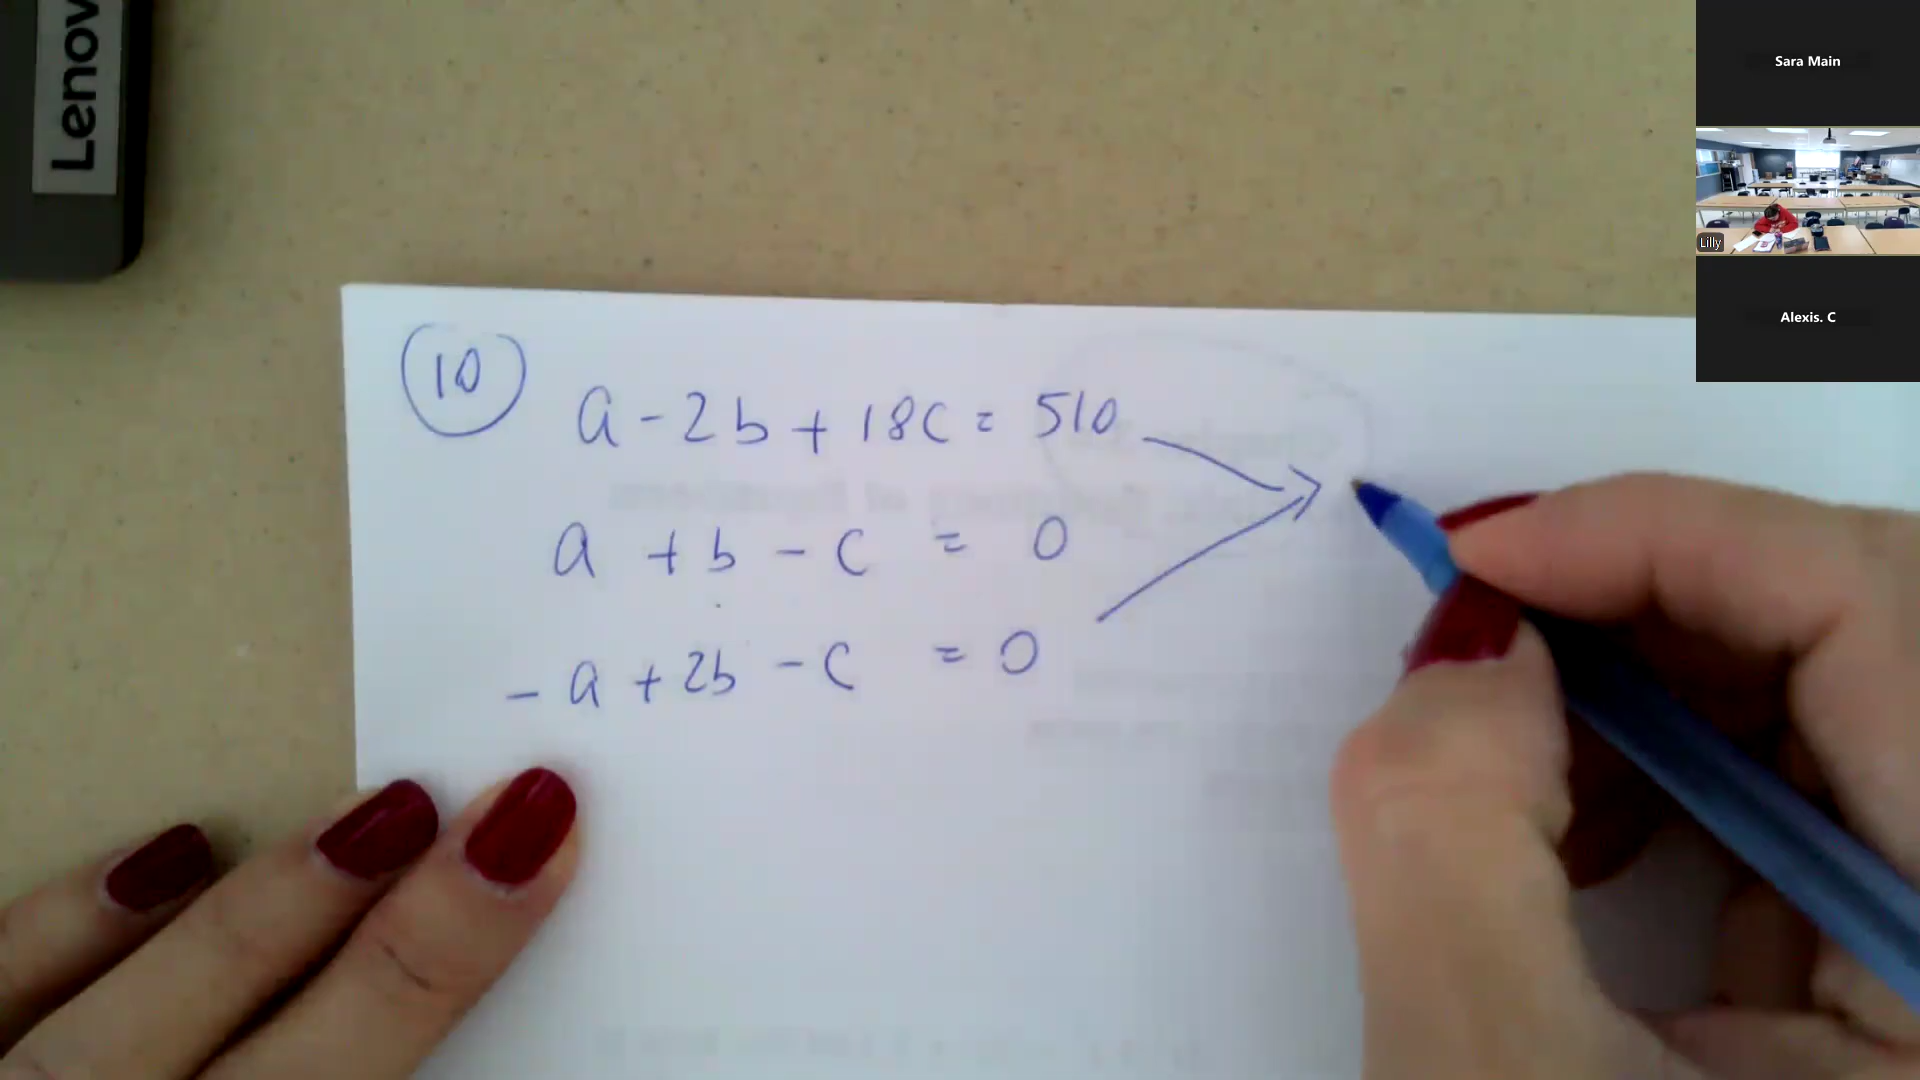 Lenov
Sara Main
Lilly
Alexis. C
10
a - 2b + 18c = 510
a + b - c = 0
- a + 2b - c = 0